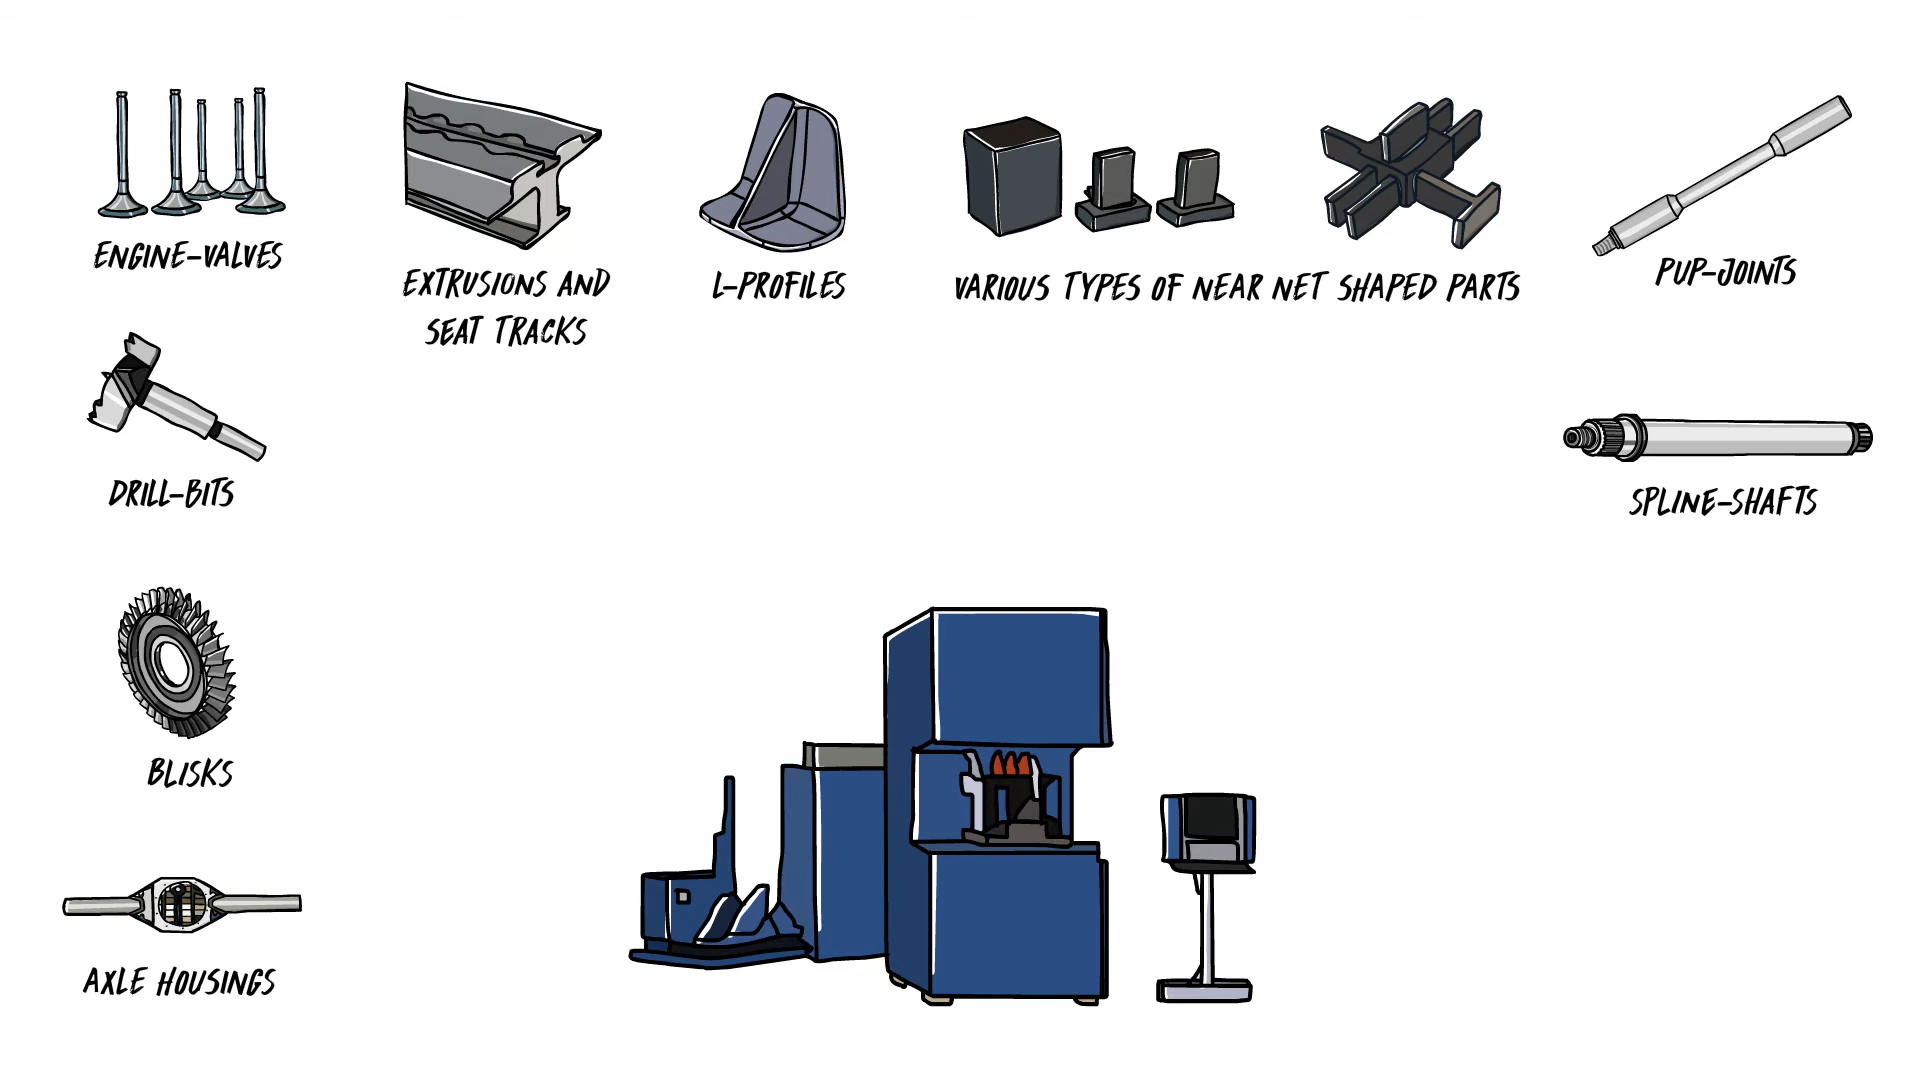 ENGINE-VALVES
EXTRUSIONS AND
SEAT TRACKS
L-PROFILES
VARIOUS TYPES OF NEAR NET SHAPED PARTS
PUP-JOINTS
DRILL-BITS
SPLINE-SHAFTS
BLISKS
AXLE HOUSINGS